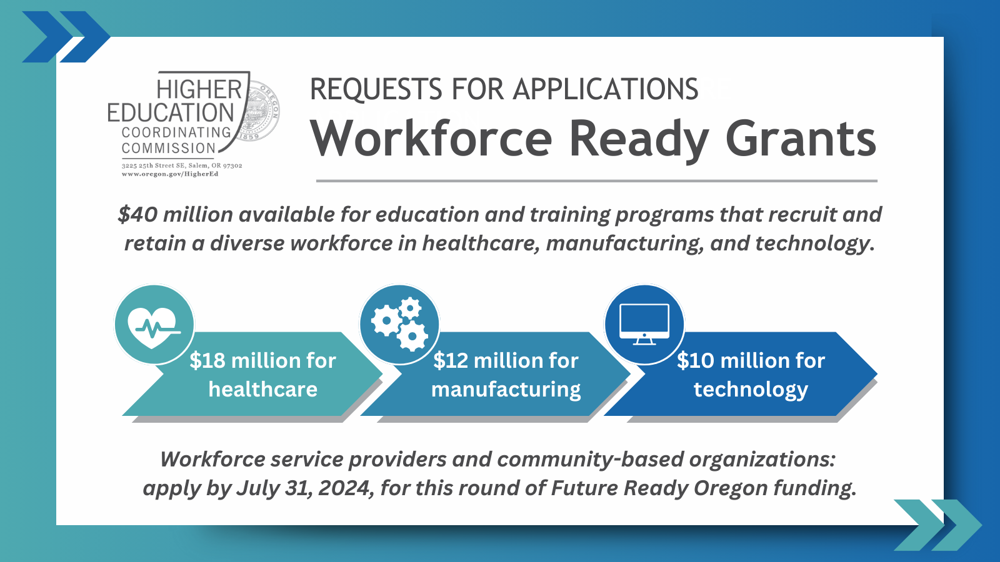 HIGHER
EDUCATION
COORDINATING
COMMISSION
3225 25th Street SE, Salem, OR 97302
www.oregon.gov/HigherEd
OREGON
1859
REQUESTS FOR APPLICATIONS
Workforce Ready Grants
$40 million available for education and training programs that recruit and
retain a diverse workforce in healthcare, manufacturing, and technology.
$18 million for
healthcare
$12 million for
manufacturing
$10 million for
technology
Workforce service providers and community-based organizations:
apply by July 31, 2024, for this round of Future Ready Oregon funding.